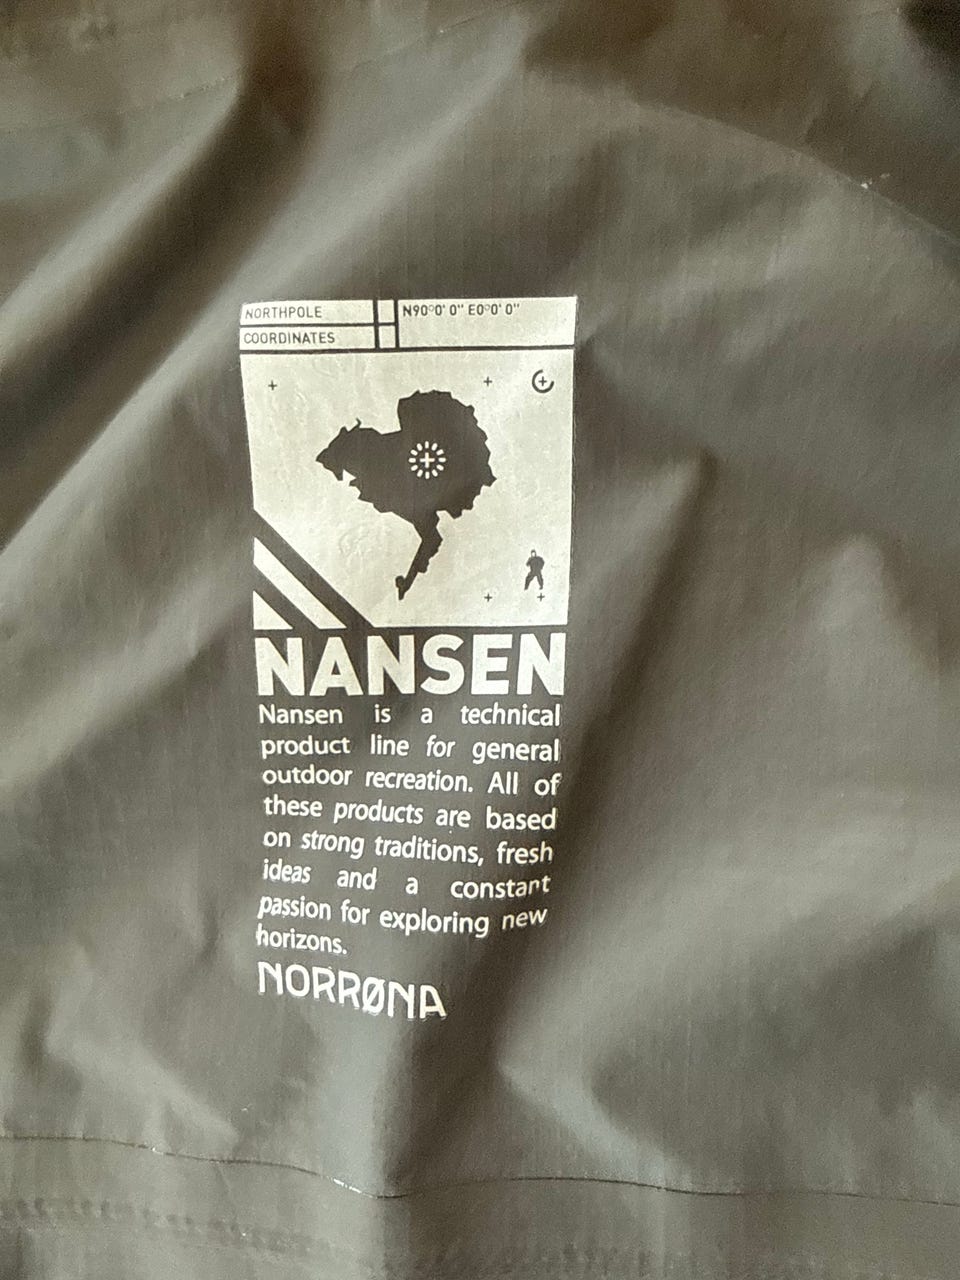 NORTHPOLE
COORDINATES
N90°0' 0" E0°0' 0"
NANSEN
Nansen is a technical
product line for general
outdoor recreation. All of
these products are based
on strong traditions, fresh
ideas and a constant
passion for exploring new
horizons.
NORRØNA